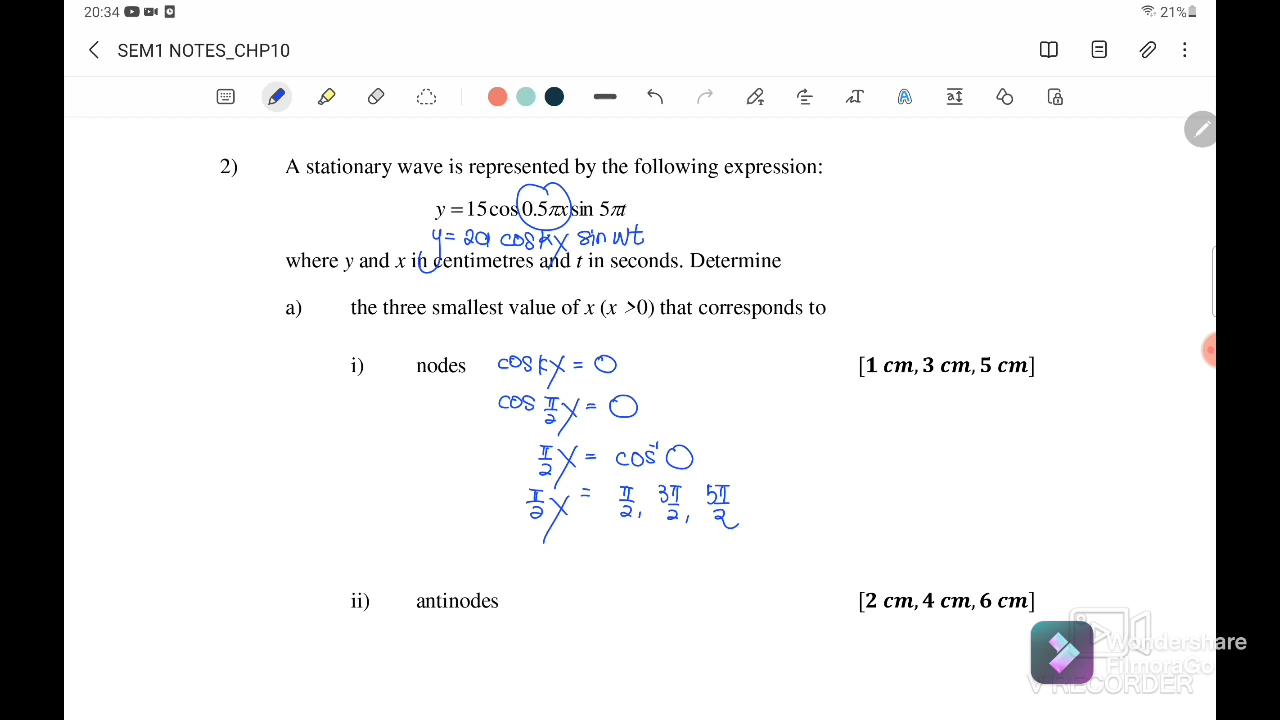 20:34 21%
SEM1 NOTES_CHP10
2) A stationary wave is represented by the following expression:
y = 15 cos 0.5πx sin 5πt
y = 2a cos kx sin wt
where y and x in centimetres and t in seconds. Determine
a) the three smallest value of x (x >0) that corresponds to
i) nodes cos kx = 0 [1 cm, 3 cm, 5 cm]
cos π/2 x = 0
π/2 x = cos⁻¹ 0
π/2 x = π/2, 3π/2, 5π/2
ii) antinodes [2 cm, 4 cm, 6 cm]
Wondershare
FilmoraGo
V RECORDER